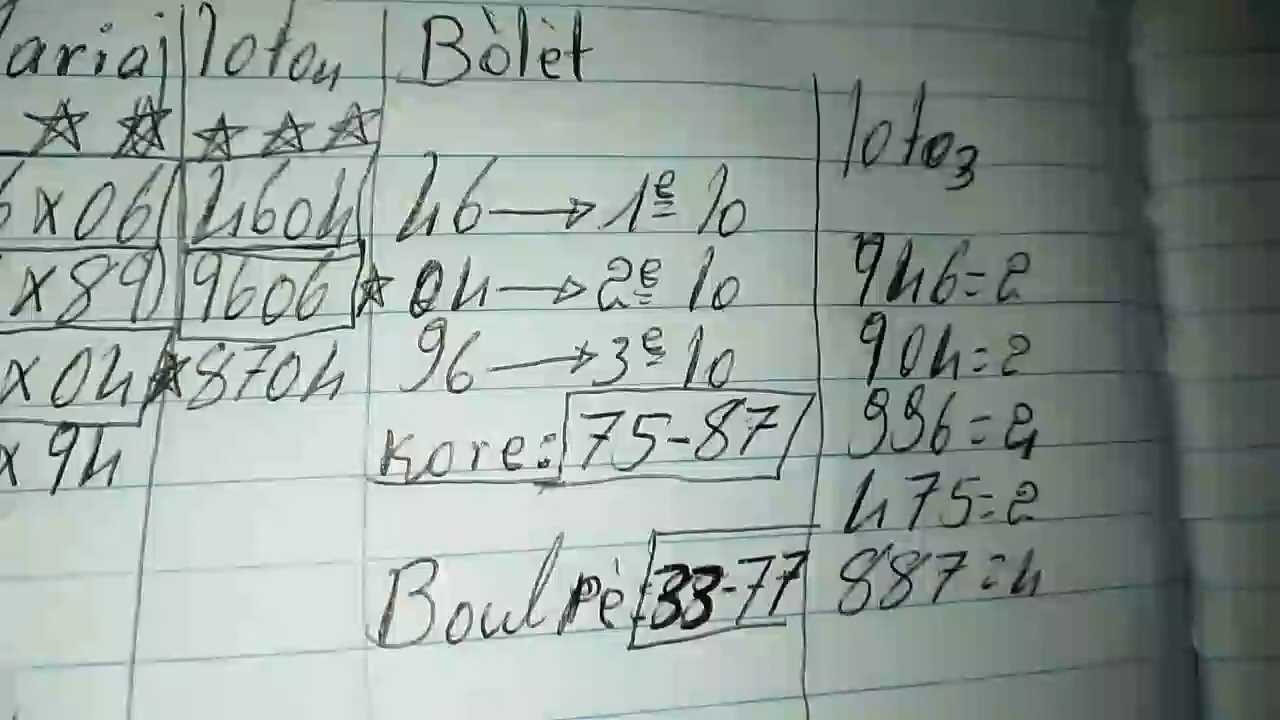 ariaj loto4 Bòlèt
loto3
x06 4604 46 → 1e lo
x89 9606 04 → 2e lo 946=2
x04 8704 96 → 3e lo 904=2
x94 Kore: 75-87 996=4
475=2
Boul Pè 33-77 887=4